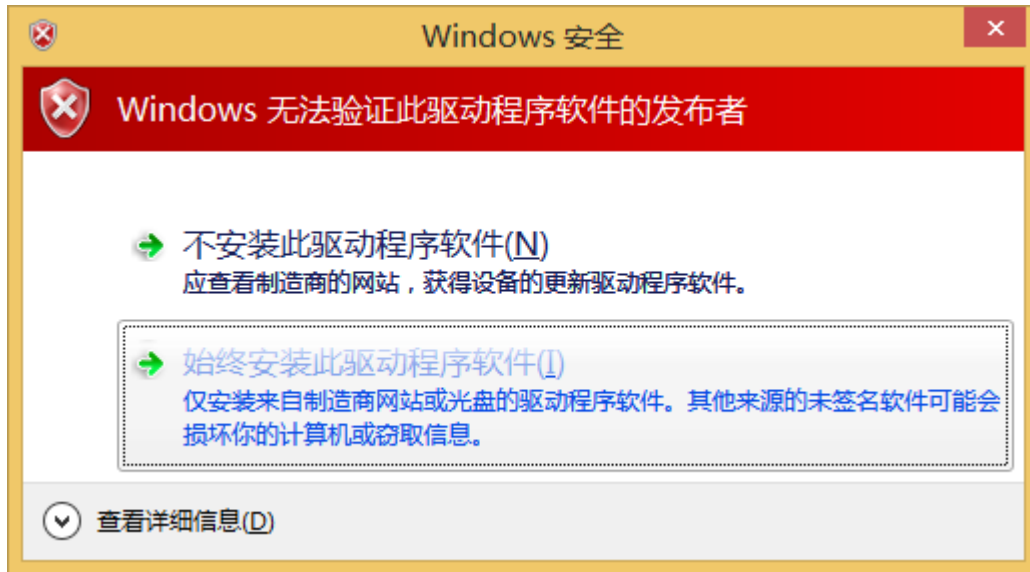 Windows 安全
Windows 无法验证此驱动程序软件的发布者
不安装此驱动程序软件(N)
应查看制造商的网站，获得设备的更新驱动程序软件。
始终安装此驱动程序软件(I)
仅安装来自制造商网站或光盘的驱动程序软件。其他来源的未签名软件可能会
损坏你的计算机或窃取信息。
查看详细信息(D)